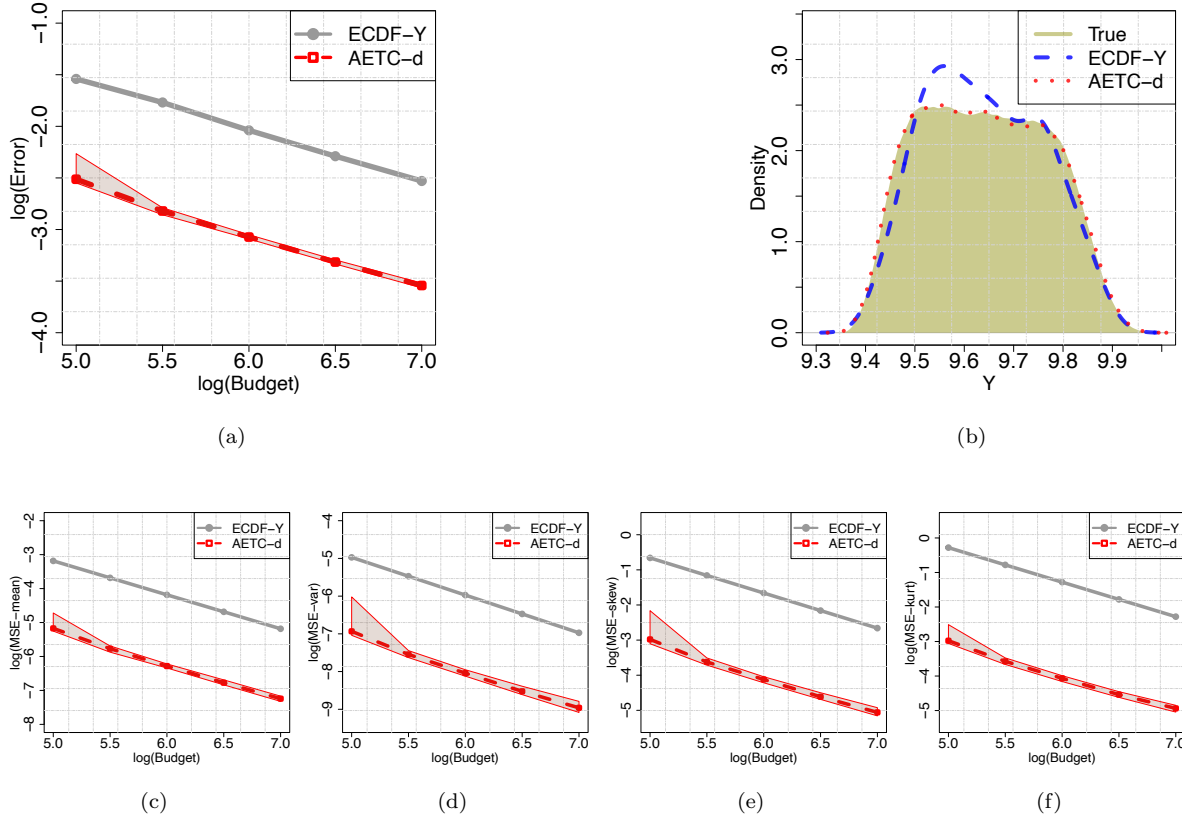 log(Error)
-1.0
-2.0
-3.0
-4.0
ECDF-Y
AETC-d
5.0 5.5 6.0 6.5 7.0
log(Budget)
(a)
Density
3.0
2.0
1.0
0.0
True
ECDF-Y
AETC-d
9.3 9.4 9.5 9.6 9.7 9.8 9.9
Y
(b)
log(MSE-mean)
-2
-3
-4
-5
-6
-7
-8
ECDF-Y
AETC-d
5.0 5.5 6.0 6.5 7.0
log(Budget)
(c)
log(MSE-var)
-4
-5
-6
-7
-8
-9
ECDF-Y
AETC-d
5.0 5.5 6.0 6.5 7.0
log(Budget)
(d)
log(MSE-skew)
0
-1
-2
-3
-4
-5
ECDF-Y
AETC-d
5.0 5.5 6.0 6.5 7.0
log(Budget)
(e)
log(MSE-kurt)
0
-1
-2
-3
-4
-5
ECDF-Y
AETC-d
5.0 5.5 6.0 6.5 7.0
log(Budget)
(f)